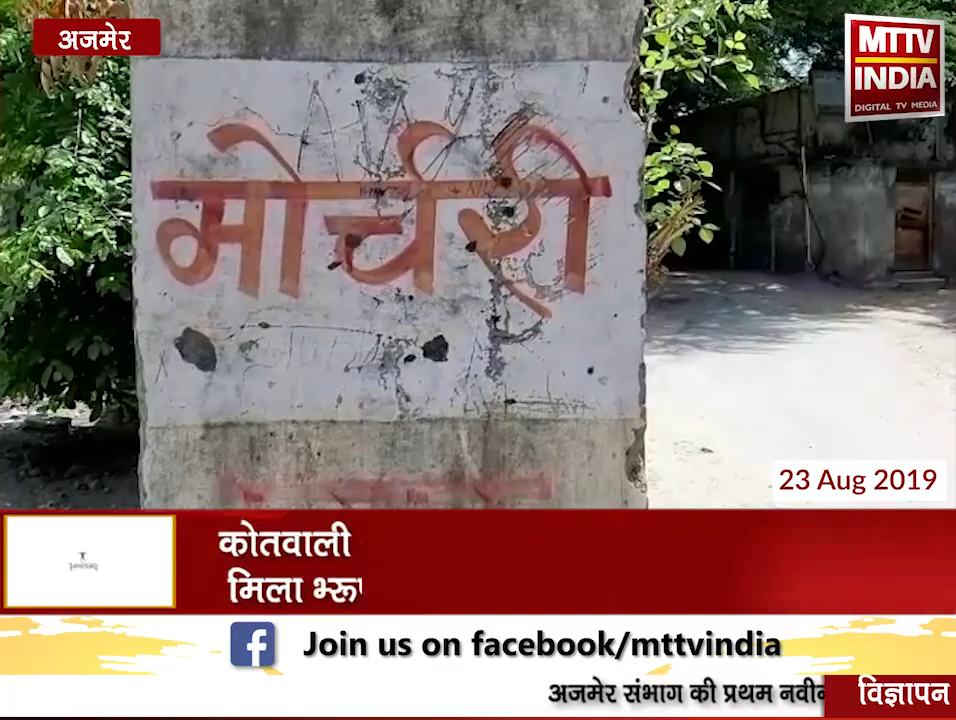 अजमेर
MTTV
INDIA
DIGITAL TV MEDIA
मोर्चरी
23 Aug 2019
कोतवाली
मिला
Join us on facebook/mttvindia
अजमेर संभाग की प्रथम
विज्ञापन